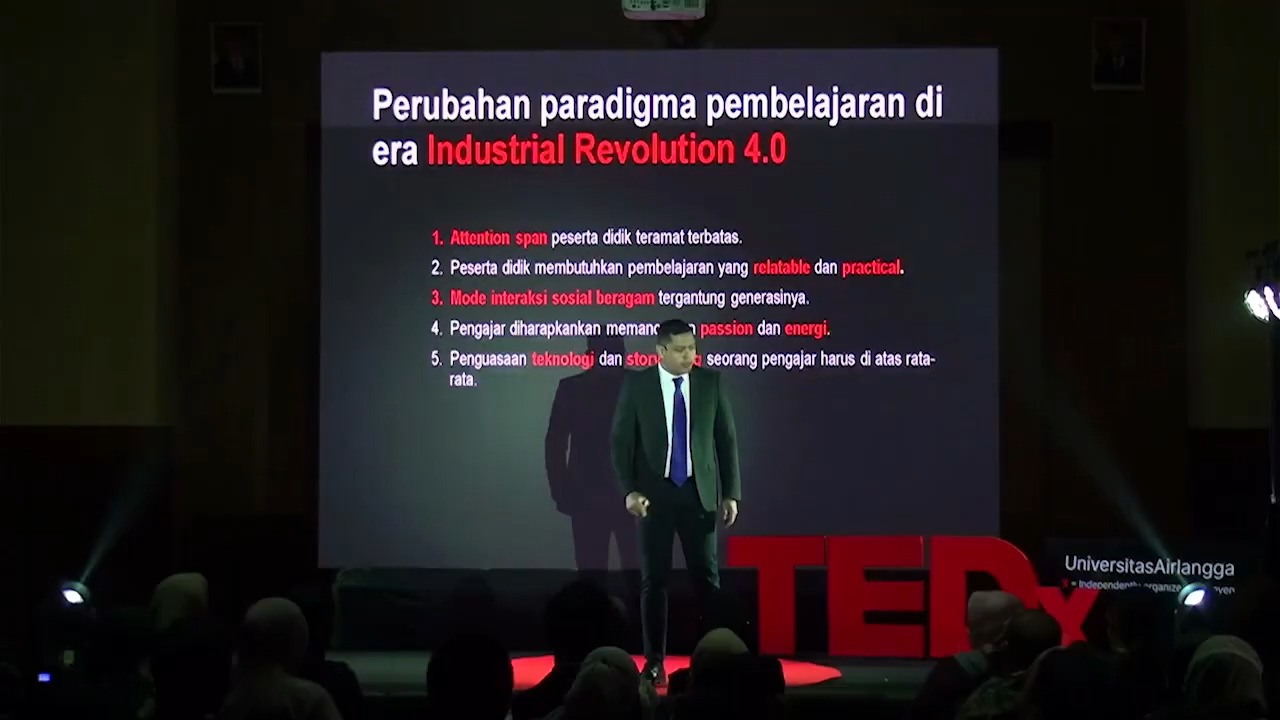 Perubahan paradigma pembelajaran di
era Industrial Revolution 4.0
1. Attention span peserta didik teramat terbatas.
2. Peserta didik membutuhkan pembelajaran yang relatable dan practical.
3. Mode interaksi sosial beragam tergantung generasinya.
4. Pengajar diharapkankan passion dan energi.
5. Penguasaan teknologi dan seorang pengajar harus di atas rata-
rata.
TEDx
UniversitasAirlangga
Independently